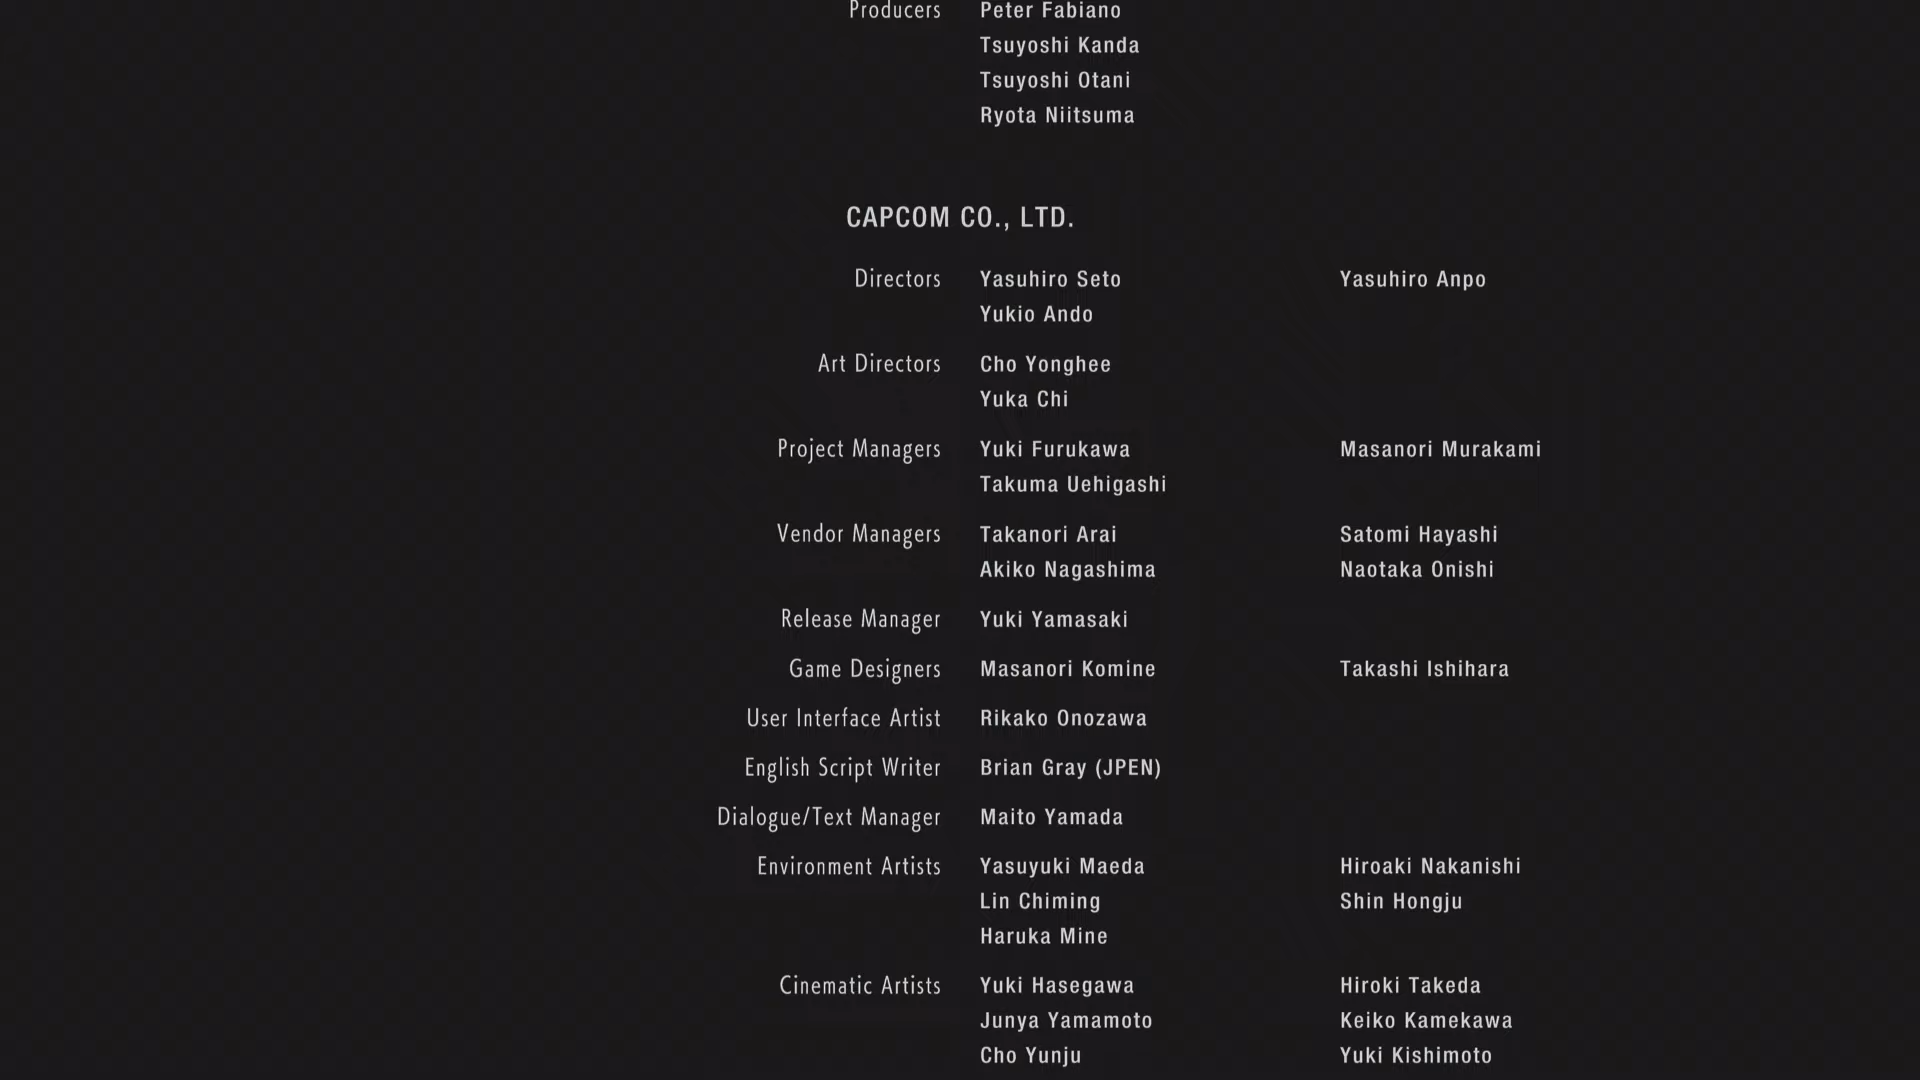 Producers Peter Fabiano
Tsuyoshi Kanda
Tsuyoshi Otani
Ryota Niitsuma
CAPCOM CO., LTD.
Directors Yasuhiro Seto Yasuhiro Anpo
Yukio Ando
Art Directors Cho Yonghee
Yuka Chi
Project Managers Yuki Furukawa Masanori Murakami
Takuma Uehigashi
Vendor Managers Takanori Arai Satomi Hayashi
Akiko Nagashima Naotaka Onishi
Release Manager Yuki Yamasaki
Game Designers Masanori Komine Takashi Ishihara
User Interface Artist Rikako Onozawa
English Script Writer Brian Gray (JPEN)
Dialogue/Text Manager Maito Yamada
Environment Artists Yasuyuki Maeda Hiroaki Nakanishi
Lin Chiming Shin Hongju
Haruka Mine
Cinematic Artists Yuki Hasegawa Hiroki Takeda
Junya Yamamoto Keiko Kamekawa
Cho Yunju Yuki Kishimoto